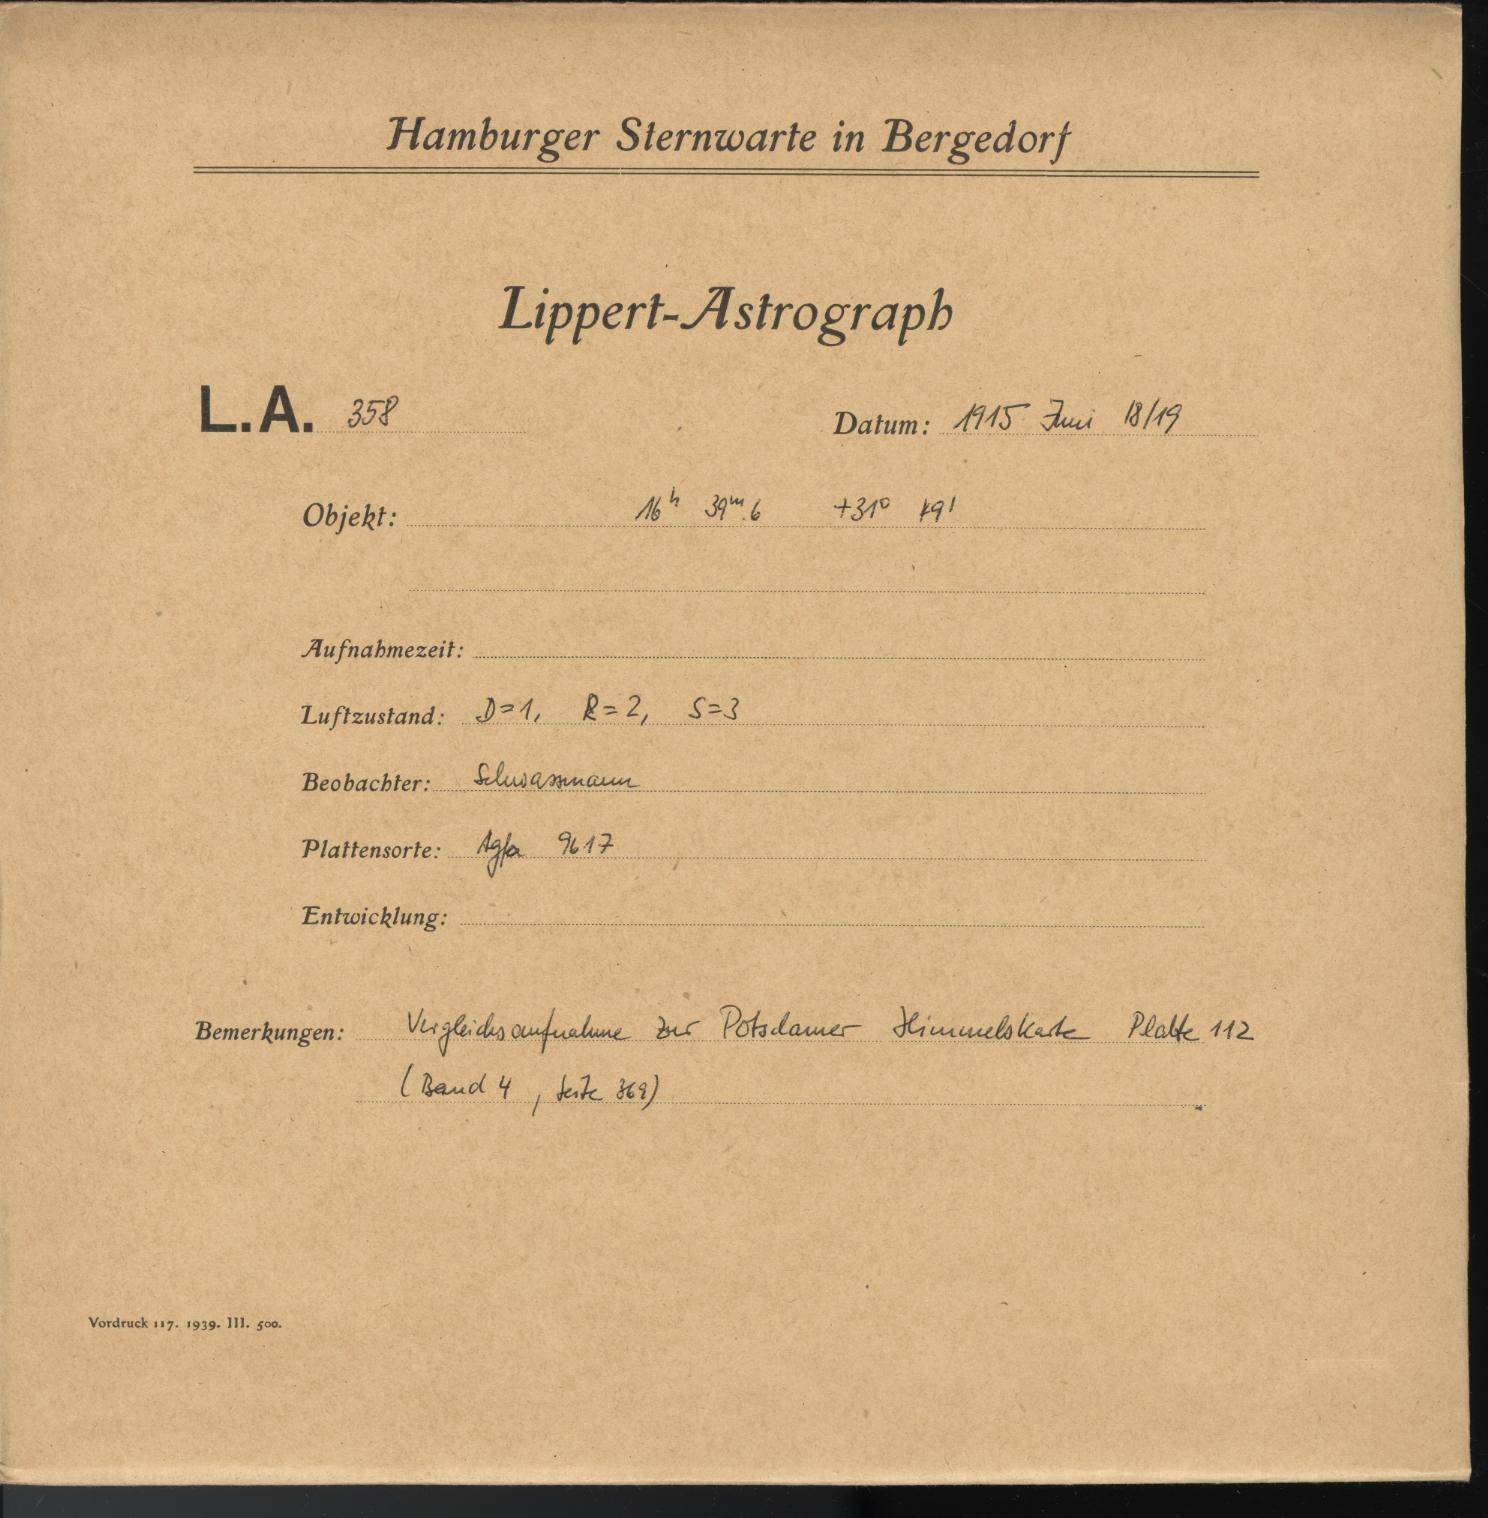 Hamburger Sternwarte in Bergedorf
Lippert-Astrograph
L.A. 358 Datum: 1915 Juni 18/19
Objekt: 16h 39m.6 +31°
Aufnahmezeit:
Luftzustand: D=1, R=2, S=3
Beobachter: Schwassmann
Plattensorte: Agfa 9617
Entwicklung:
Bemerkungen: Vergleichsaufnahme zur Potsdamer Himmelskarte Platte 112
(Band 4, Seite 369)
Vordruck 117. 1939. III. 500.